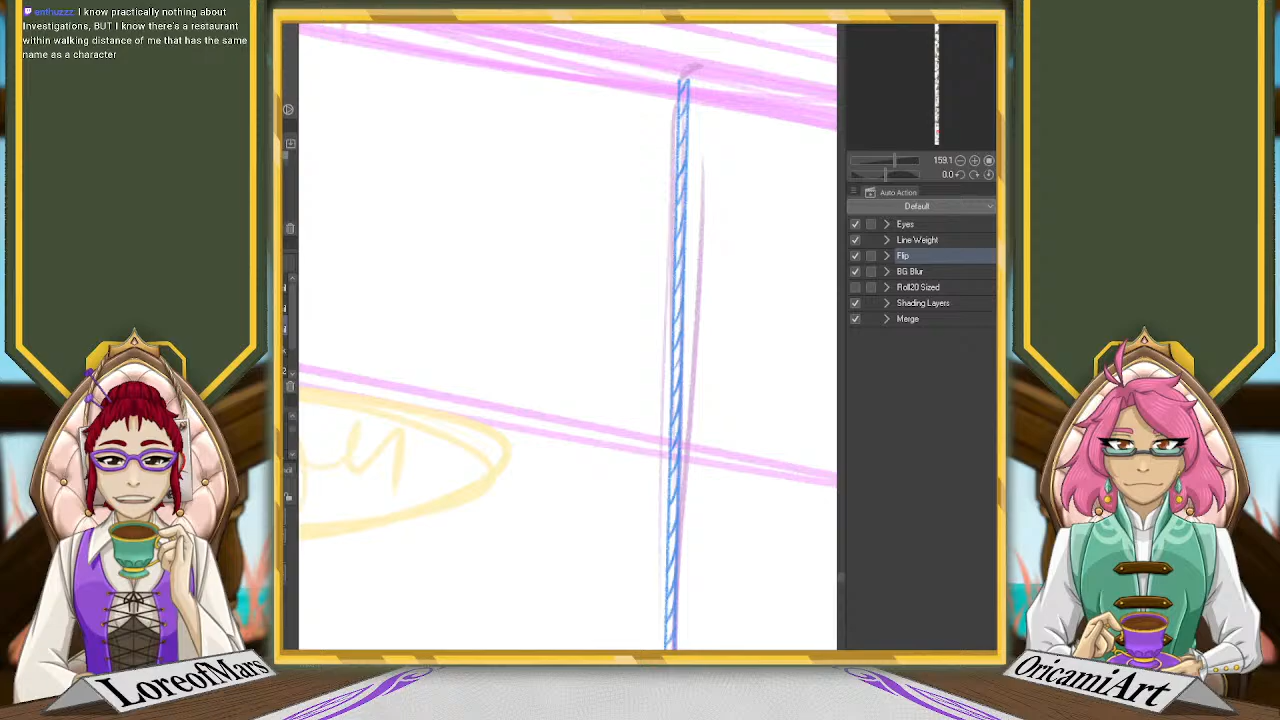 enthuzzz: I know practically nothing about
Investigations, BUT I know there's a restaurant
within walking distance of me that has the same
name as a character
159.1
0.0
Auto Action
Default
Eyes
Line Weight
Flip
BG Blur
Roll20 Sized
Shading Layers
Merge
LoreofMars
OricamiArt